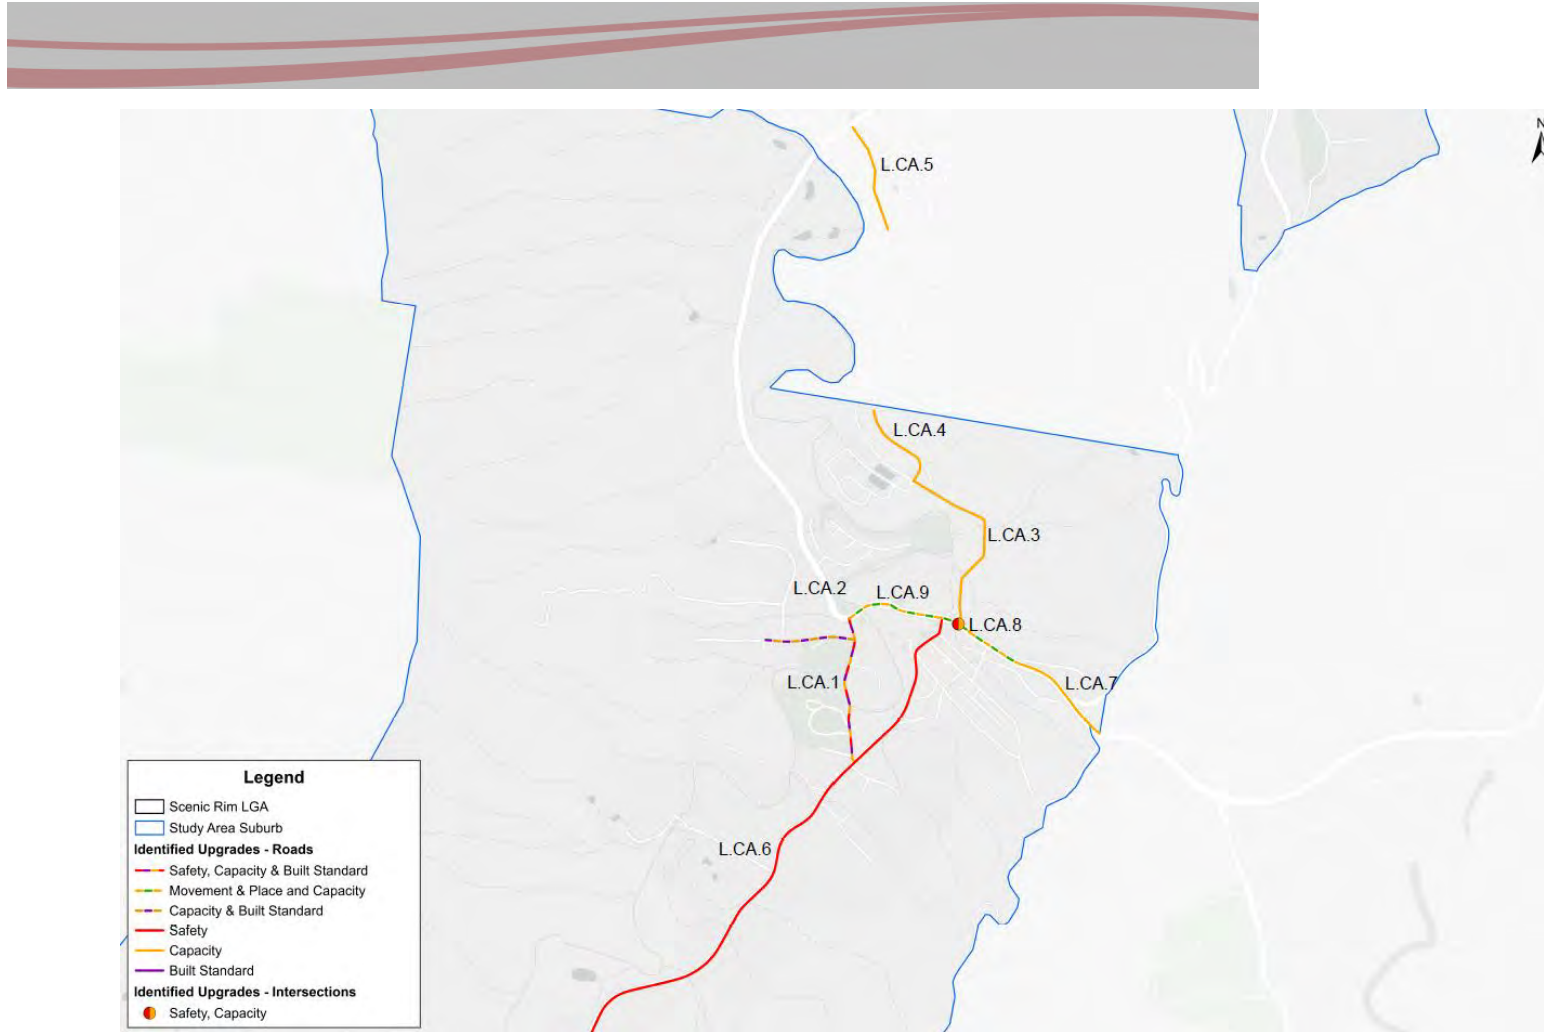 N
L.CA.5
L.CA.4
L.CA.3
L.CA.2
L.CA.9
L.CA.8
L.CA.1
L.CA.7
L.CA.6
Legend
Scenic Rim LGA
Study Area Suburb
Identified Upgrades - Roads
Safety, Capacity & Built Standard
Movement & Place and Capacity
Capacity & Built Standard
Safety
Capacity
Built Standard
Identified Upgrades - Intersections
Safety, Capacity